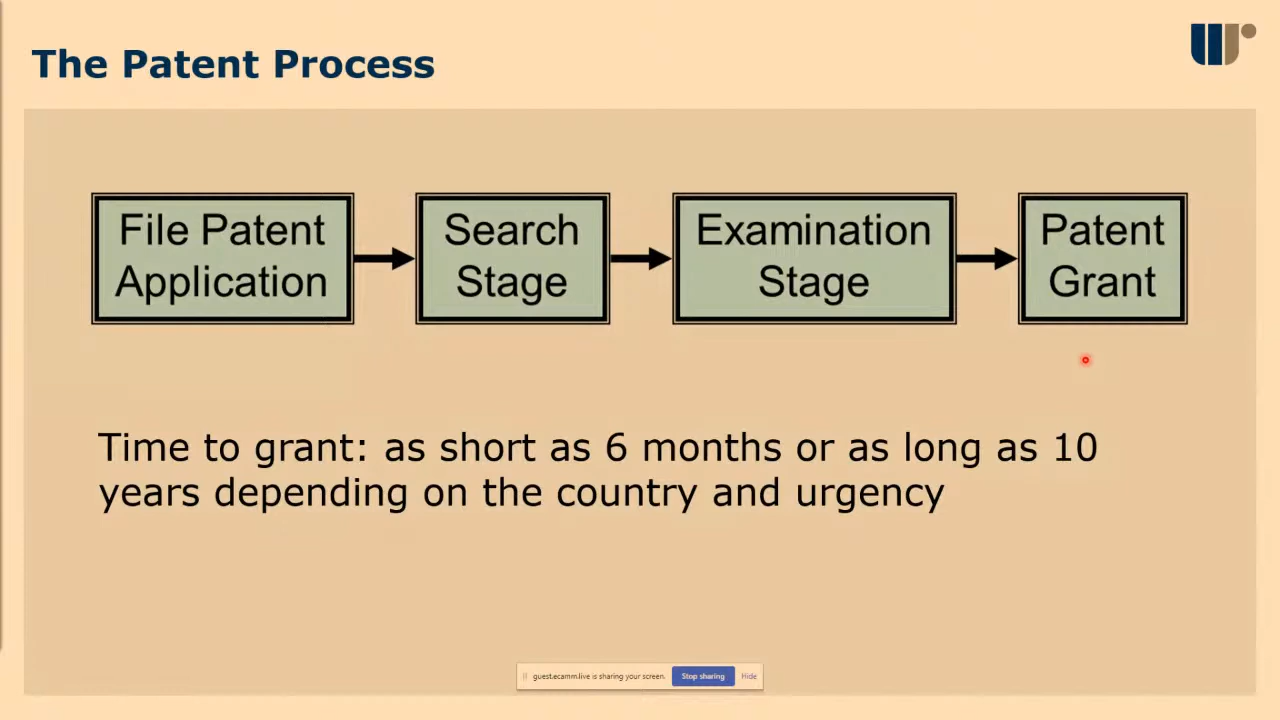 The Patent Process
File Patent
Application
Search
Stage
Examination
Stage
Patent
Grant
Time to grant: as short as 6 months or as long as 10
years depending on the country and urgency
guest.ecamm.live is sharing your screen.
Stop sharing
Hide